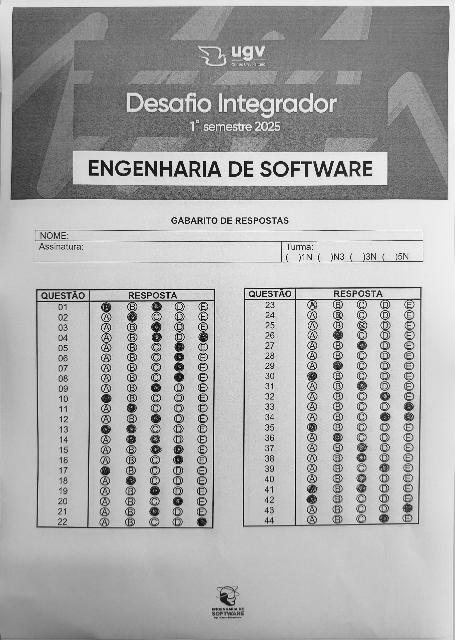 ugv
Desafio Integrador
1º semestre 2025
ENGENHARIA DE SOFTWARE
GABARITO DE RESPOSTAS
NOME:
Assinatura:
Turma:
( )1N ( )N3 ( )3N ( )5N
QUESTÃO RESPOSTA
01 B D E
02 A C D E
03 A B D E
04 A B D
05 A B C E
06 A B C E
07 A B C E
08 A B C E
09 A B D E
10 B C D E
11 A C D E
12 A B D E
13 C D E
14 A D E
15 A B E
16 A B C E
17 B C D E
18 A C D E
19 A B D E
20 A B C E
21 A B D E
22 A B C D
QUESTÃO RESPOSTA
23 A B C D E
24 A B C D E
25 A B C D E
26 A C D E
27 A B D E
28 A B C D E
29 A C D E
30 B C D E
31 A B D E
32 A B C E
33 A B C D
34 A B C
35 B C D E
36 A C D E
37 A B D E
38 A B D E
39 A B C E
40 A B D E
41 B D E
42 B C D E
43 A B C D
44 A B C E
ENGENHARIA DE
SOFTWARE